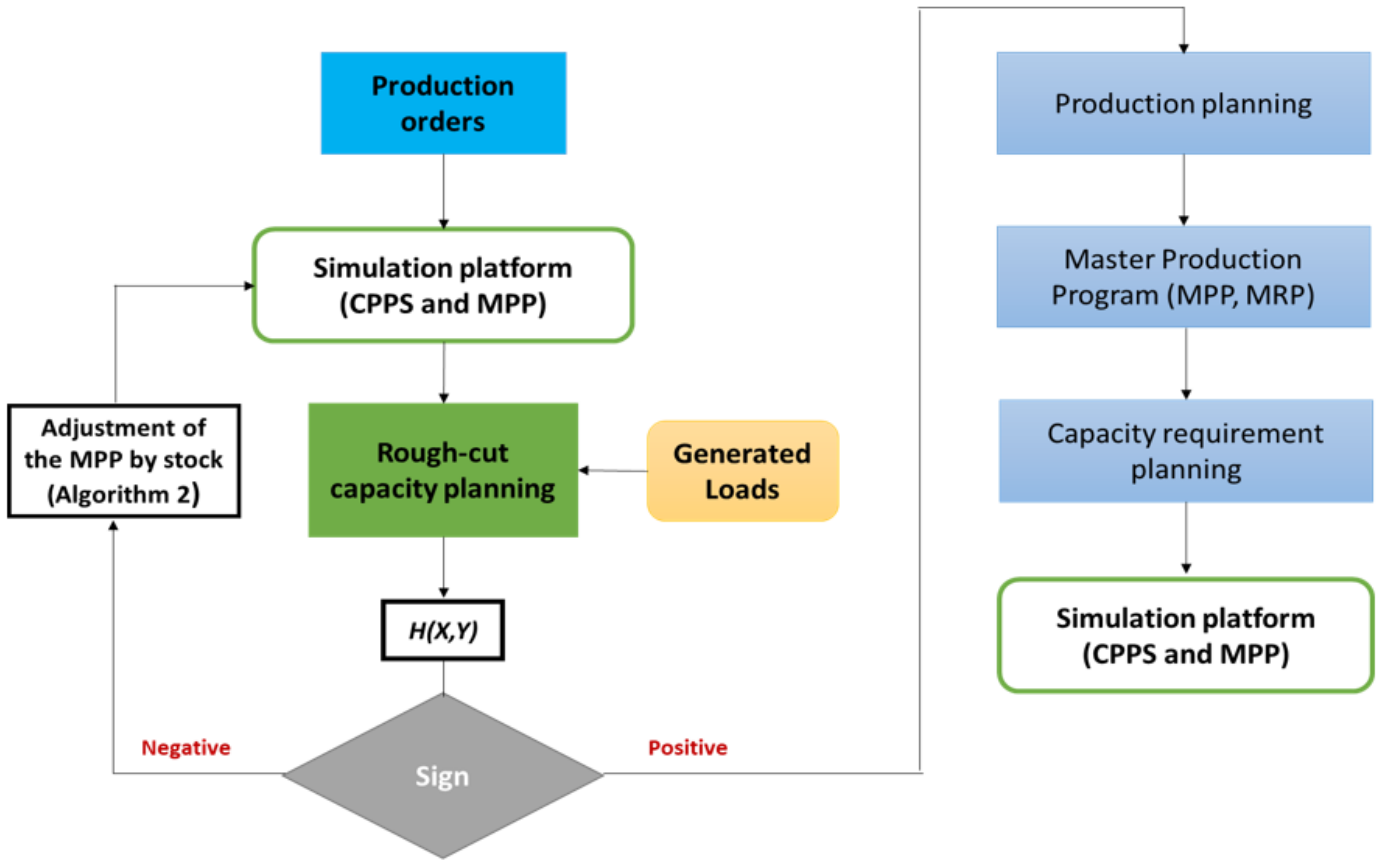 Production
orders
Simulation platform
(CPPS and MPP)
Adjustment of
the MPP by stock
(Algorithm 2)
Rough-cut
capacity planning
Generated
Loads
H(X,Y)
Negative
Sign
Positive
Production planning
Master Production
Program (MPP, MRP)
Capacity requirement
planning
Simulation platform
(CPPS and MPP)